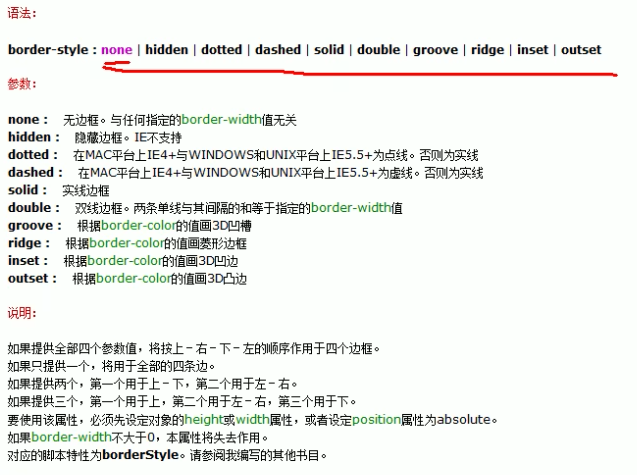 语法:
border-style : none | hidden | dotted | dashed | solid | double | groove | ridge | inset | outset
参数:
none : 无边框。与任何指定的border-width值无关
hidden : 隐藏边框。IE不支持
dotted : 在MAC平台上IE4+与WINDOWS和UNIX平台上IE5.5+为点线。否则为实线
dashed : 在MAC平台上IE4+与WINDOWS和UNIX平台上IE5.5+为虚线。否则为实线
solid : 实线边框
double : 双线边框。两条单线与其间隔的和等于指定的border-width值
groove : 根据border-color的值画3D凹槽
ridge : 根据border-color的值画菱形边框
inset : 根据border-color的值画3D凹边
outset : 根据border-color的值画3D凸边
说明:
如果提供全部四个参数值，将按上－右－下－左的顺序作用于四个边框。
如果只提供一个，将用于全部的四条边。
如果提供两个，第一个用于上－下，第二个用于左－右。
如果提供三个，第一个用于上，第二个用于左－右，第三个用于下。
要使用该属性，必须先设定对象的height或width属性，或者设定position属性为absolute。
如果border-width不大于0，本属性将失去作用。
对应的脚本特性为borderStyle。请参阅我编写的其他书目。